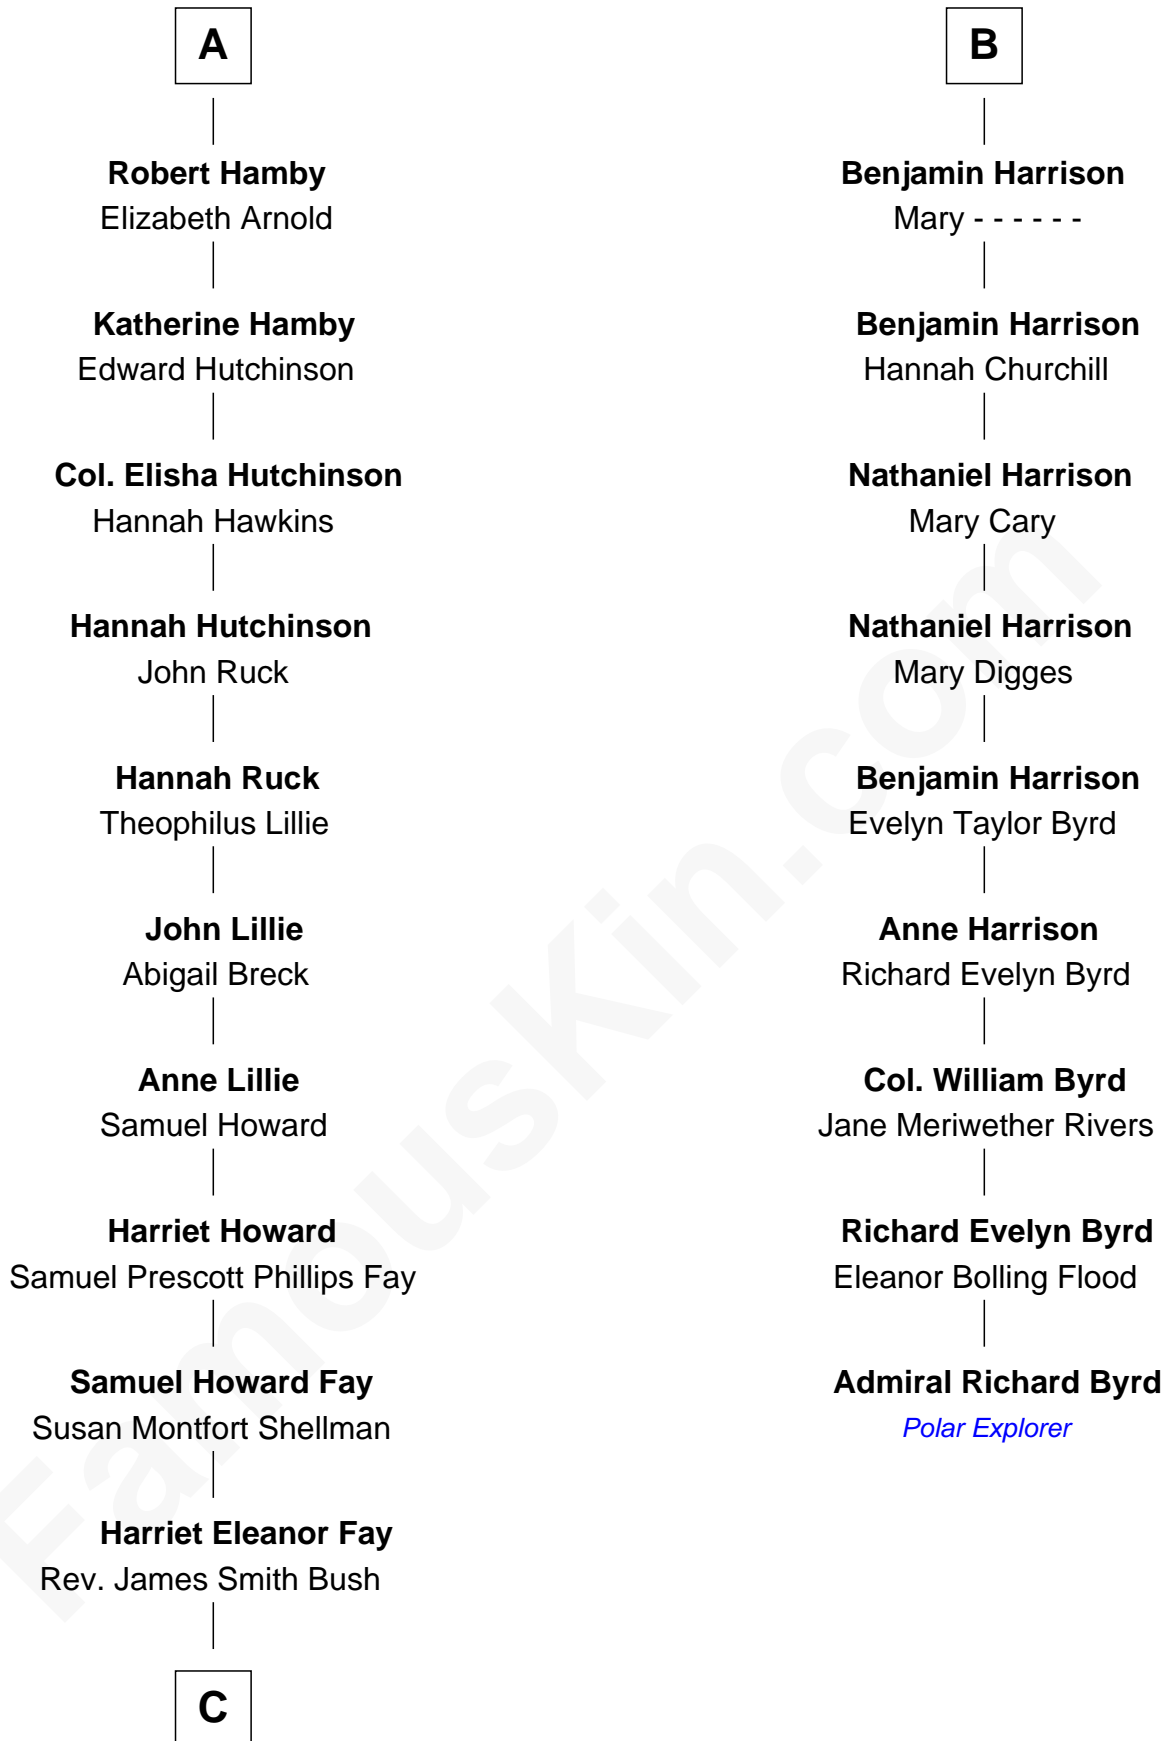 A
Robert Hamby
Elizabeth Arnold
Katherine Hamby
Edward Hutchinson
Col. Elisha Hutchinson
Hannah Hawkins
Hannah Hutchinson
John Ruck
Hannah Ruck
Theophilus Lillie
John Lillie
Abigail Breck
Anne Lillie
Samuel Howard
Harriet Howard
Samuel Prescott Phillips Fay
Samuel Howard Fay
Susan Montfort Shellman
Harriet Eleanor Fay
Rev. James Smith Bush
C
B
Benjamin Harrison
Mary - - - - - -
Benjamin Harrison
Hannah Churchill
Nathaniel Harrison
Mary Cary
Nathaniel Harrison
Mary Digges
Benjamin Harrison
Evelyn Taylor Byrd
Anne Harrison
Richard Evelyn Byrd
Col. William Byrd
Jane Meriwether Rivers
Richard Evelyn Byrd
Eleanor Bolling Flood
Admiral Richard Byrd
Polar Explorer
FamousKin.com